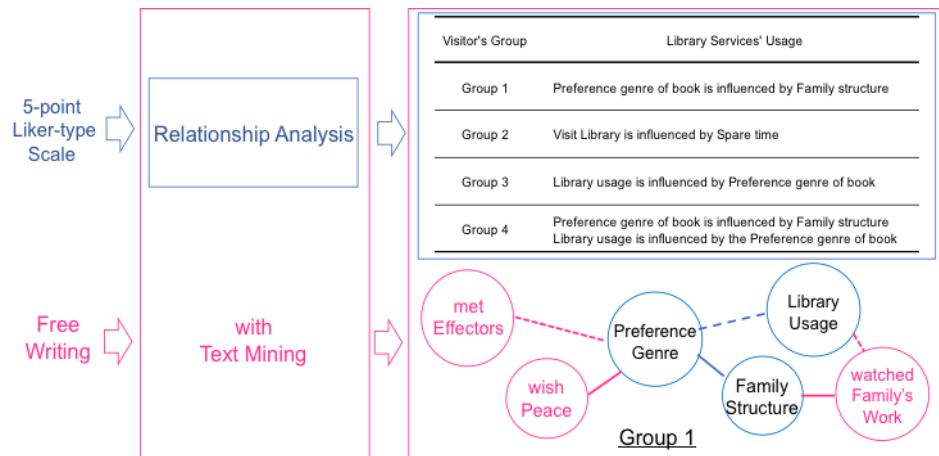 5-point
Liker-type
Scale
Relationship Analysis
Visitor's Group Library Services' Usage
Group 1 Preference genre of book is influenced by Family structure
Group 2 Visit Library is influenced by Spare time
Group 3 Library usage is influenced by Preference genre of book
Group 4 Preference genre of book is influenced by Family structure
Library usage is influenced by the Preference genre of book
Free
Writing
with
Text Mining
met
Effectors
wish
Peace
Preference
Genre
Library
Usage
Family
Structure
watched
Family's
Work
Group 1